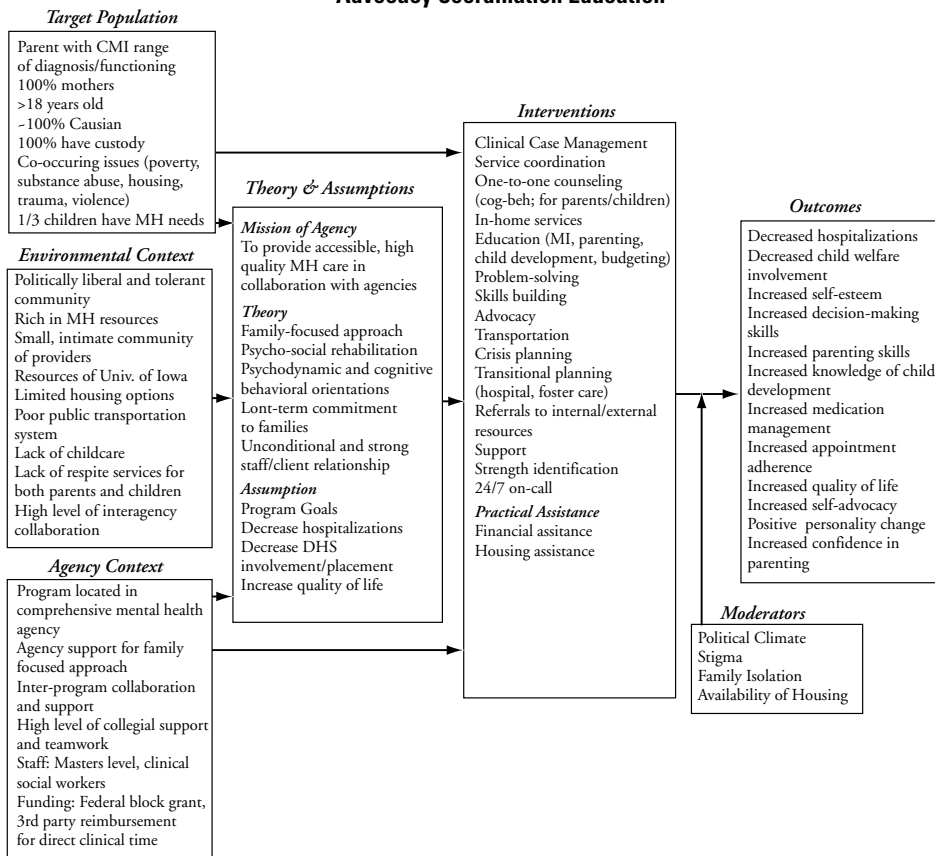 Advocacy Coordination Education
Target Population
Parent with CMI range
of diagnosis/functioning
100% mothers
>18 years old
~100% Causian
100% have custody
Co-occuring issues (poverty,
substance abuse, housing,
trauma, violence)
1/3 children have MH needs
Environmental Context
Politically liberal and tolerant
community
Rich in MH resources
Small, intimate community
of providers
Resources of Univ. of Iowa
Limited housing options
Poor public transportation
system
Lack of childcare
Lack of respite services for
both parents and children
High level of interagency
collaboration
Agency Context
Program located in
comprehensive mental health
agency
Agency support for family
focused approach
Inter-program collaboration
and support
High level of collegial support
and teamwork
Staff: Masters level, clinical
social workers
Funding: Federal block grant,
3rd party reimbursement
for direct clinical time
Theory & Assumptions
Mission of Agency
To provide accessible, high
quality MH care in
collaboration with agencies
Theory
Family-focused approach
Psycho-social rehabilitation
Psychodynamic and cognitive
behavioral orientations
Lont-term commitment
to families
Unconditional and strong
staff/client relationship
Assumption
Program Goals
Decrease hospitalizations
Decrease DHS
involvement/placement
Increase quality of life
Interventions
Clinical Case Management
Service coordination
One-to-one counseling
(cog-beh; for parents/children)
In-home services
Education (MI, parenting,
child development, budgeting)
Problem-solving
Skills building
Advocacy
Transportation
Crisis planning
Transitional planning
(hospital, foster care)
Referrals to internal/external
resources
Support
Strength identification
24/7 on-call
Practical Assistance
Financial assitance
Housing assistance
Outcomes
Decreased hospitalizations
Decreased child welfare
involvement
Increased self-esteem
Increased decision-making
skills
Increased parenting skills
Increased knowledge of child
development
Increased medication
management
Increased appointment
adherence
Increased quality of life
Increased self-advocacy
Positive personality change
Increased confidence in
parenting
Moderators
Political Climate
Stigma
Family Isolation
Availability of Housing